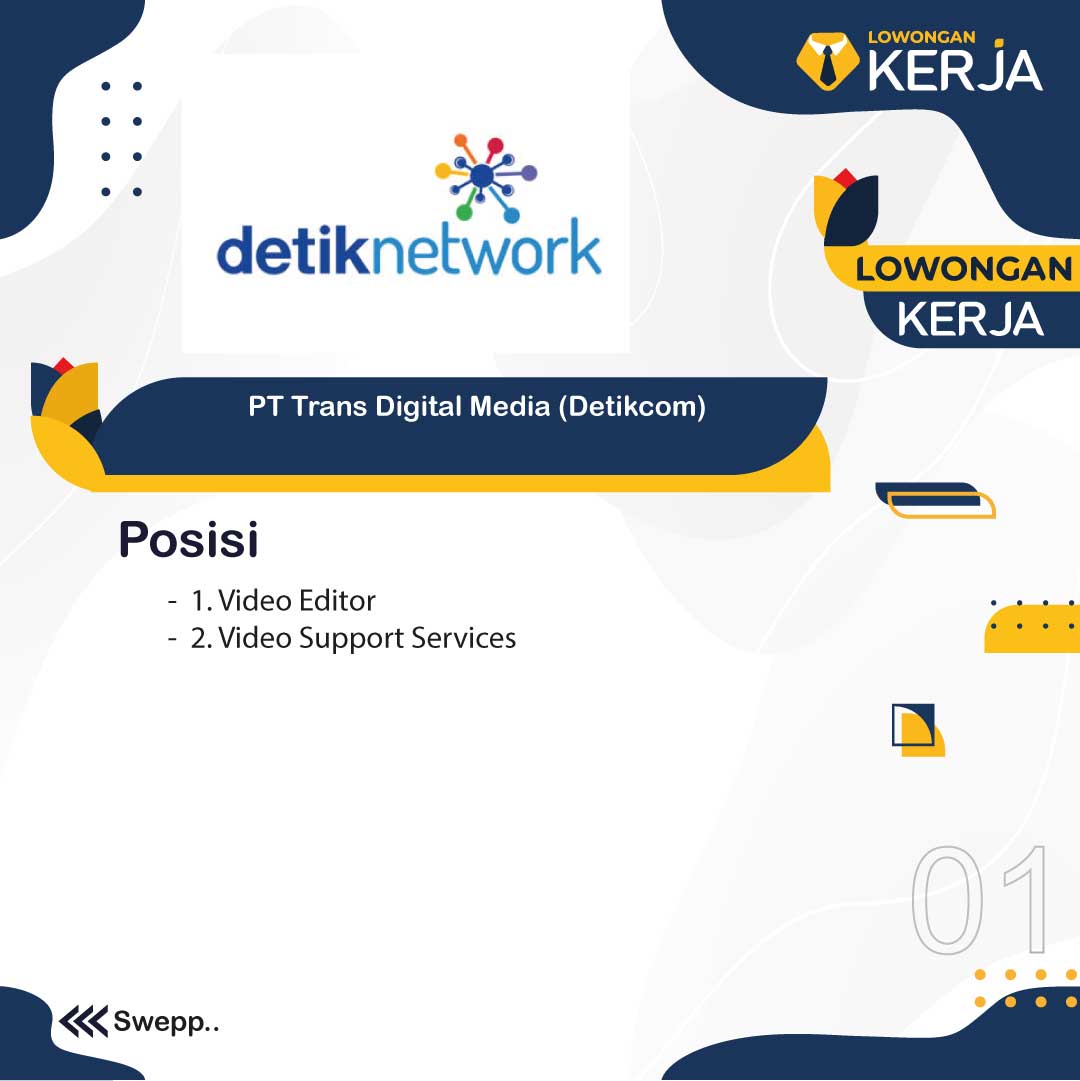 LOWONGAN
KERJA
detiknetwork
LOWONGAN
KERJA
PT Trans Digital Media (Detikcom)
Posisi
- 1. Video Editor
- 2. Video Support Services
01
Swepp..